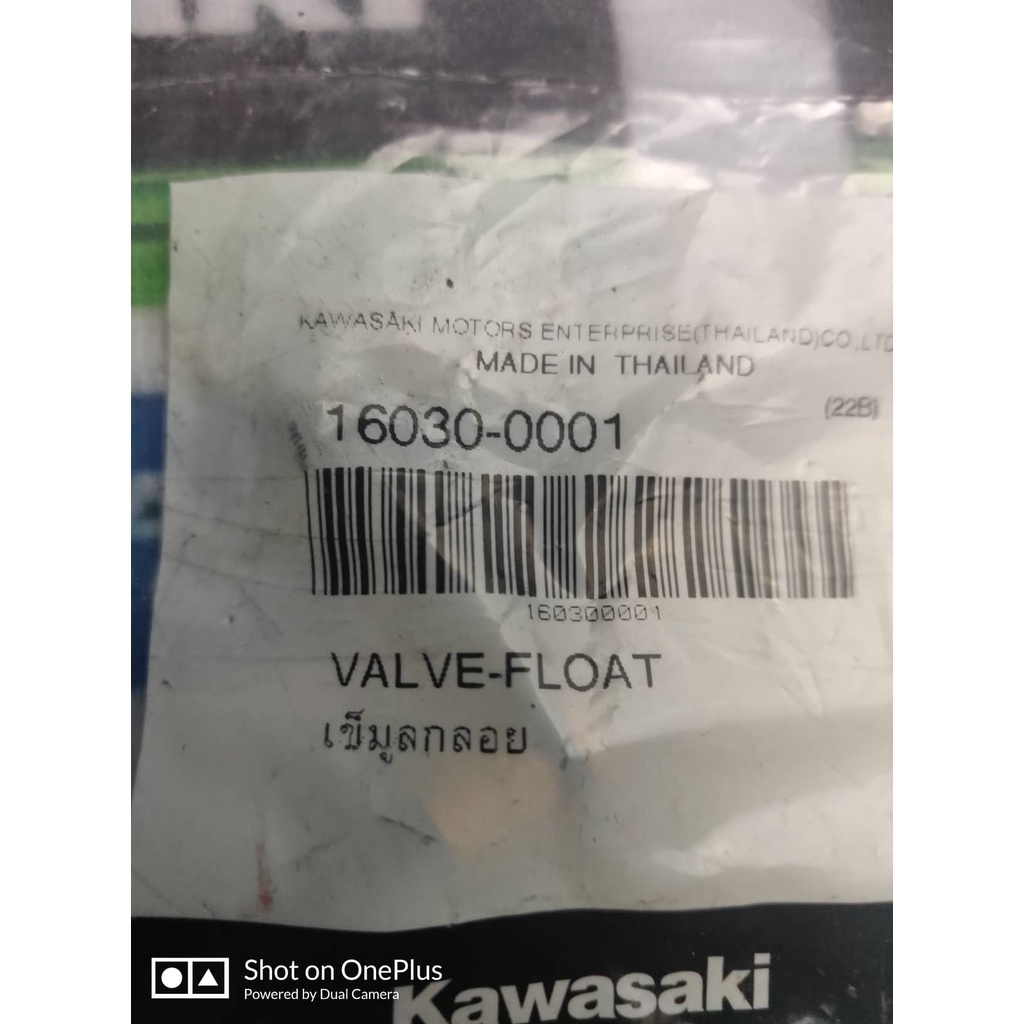 KAWASAKI MOTORS ENTERPRISE(THAILAND)CO.,LTD
MADE IN THAILAND
(22B)
16030-0001
160300001
VALVE-FLOAT
เข็มลูกลอย
Kawasaki
Shot on OnePlus
Powered by Dual Camera